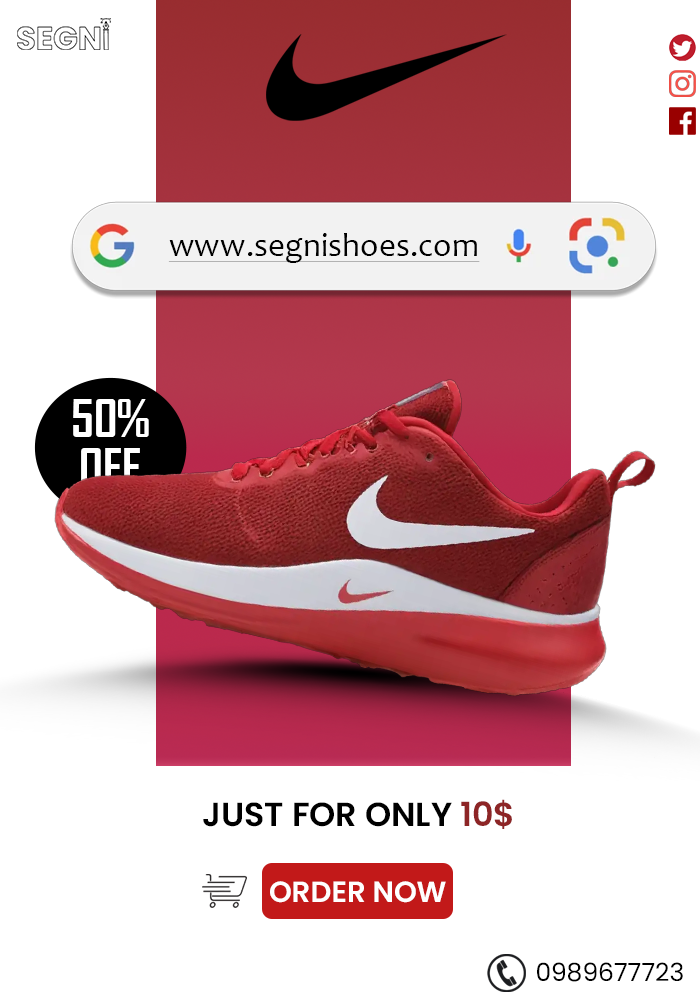 SEGNi
www.segnishoes.com
50%
OFF
JUST FOR ONLY 10$
ORDER NOW
0989677723